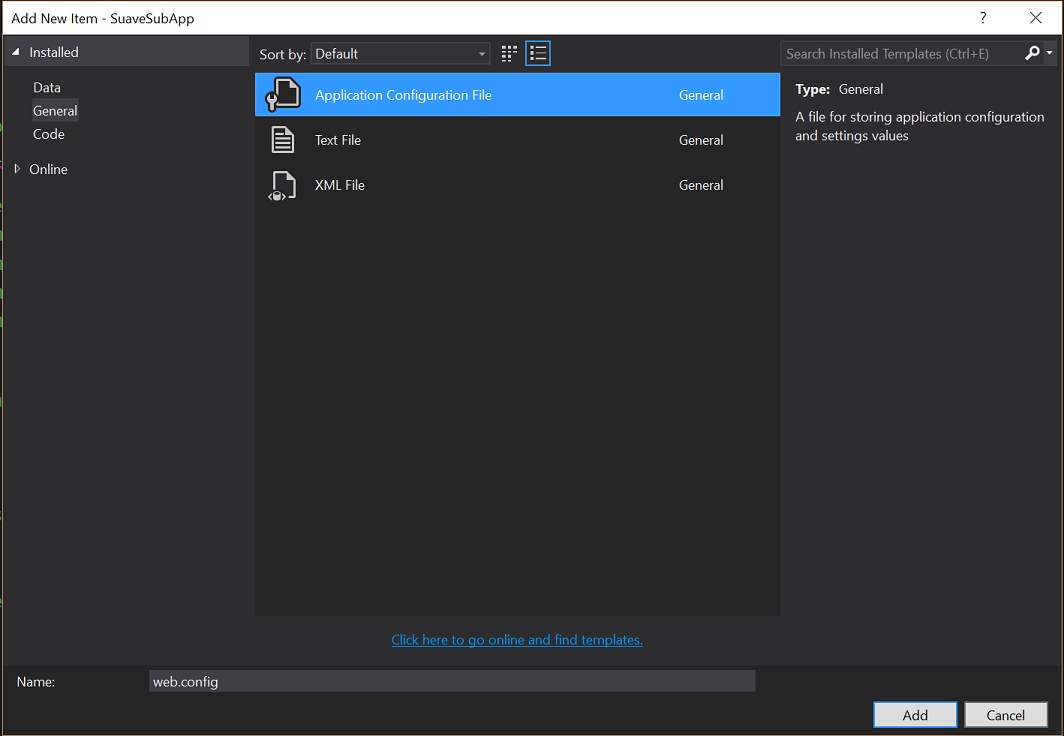 Add New Item - SuaveSubApp
?
Installed
Sort by: Default
Search Installed Templates (Ctrl+E)
Data
General
Code
Online
Application Configuration File General
Text File General
XML File General
Type: General
A file for storing application configuration
and settings values
Click here to go online and find templates.
Name: web.config
Add Cancel